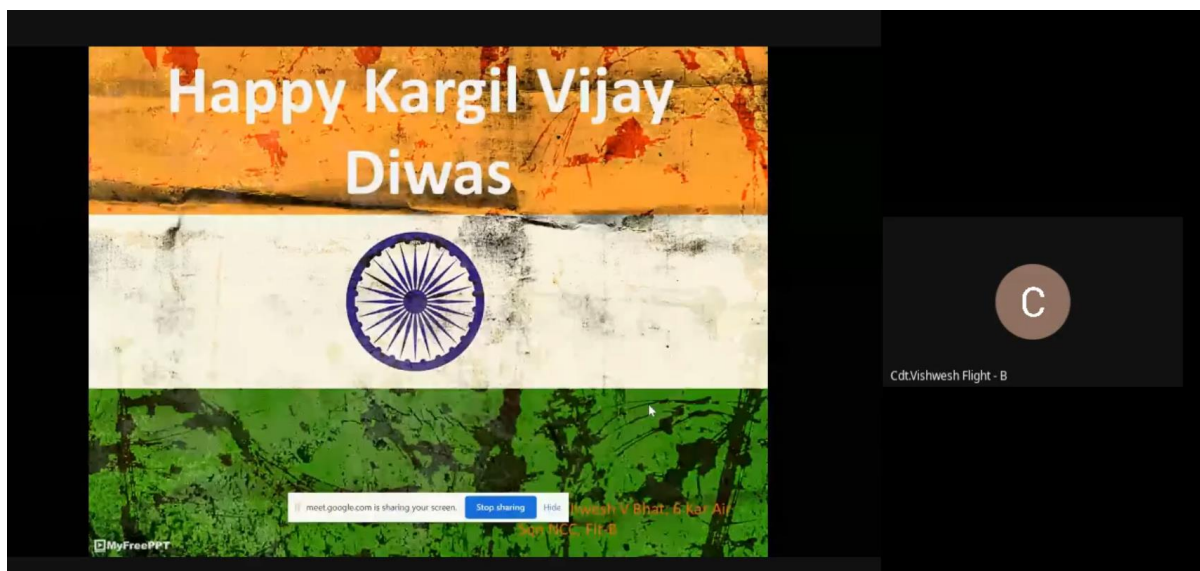 Happy Kargil Vijay
Diwas
C
Cdt.Vishwesh Flight - B
meet.google.com is sharing your screen.
Stop sharing
Hide
V Bhat, 6 Kar Air
Sqn NCC, Flt-B
MyFreePPT